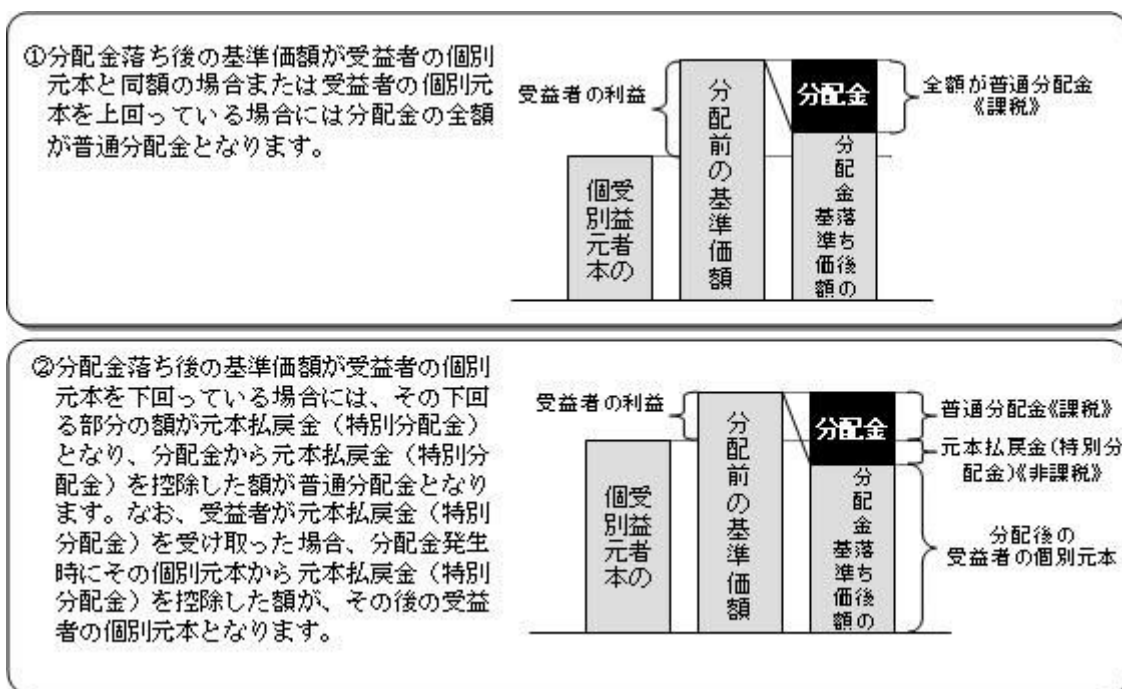 ①分配金落ち後の基準価額が受益者の個別
元本と同額の場合または受益者の個別元
本を上回っている場合には分配金の全額
が普通分配金となります。
受益者の利益
受益者の
個別元本
分配前の基準価額
分配金
分配金落ち後の
基準価額
全額が普通分配金
《課税》
②分配金落ち後の基準価額が受益者の個別
元本を下回っている場合には、その下回
る部分の額が元本払戻金（特別分配金）
となり、分配金から元本払戻金（特別分
配金）を控除した額が普通分配金となり
ます。なお、受益者が元本払戻金（特別
分配金）を受け取った場合、分配金発生
時にその個別元本から元本払戻金（特別
分配金）を控除した額が、その後の受益
者の個別元本となります。
受益者の利益
受益者の
個別元本
分配前の基準価額
分配金
分配金落ち後の
基準価額
普通分配金《課税》
元本払戻金(特別分
配金)《非課税》
分配後の
受益者の個別元本